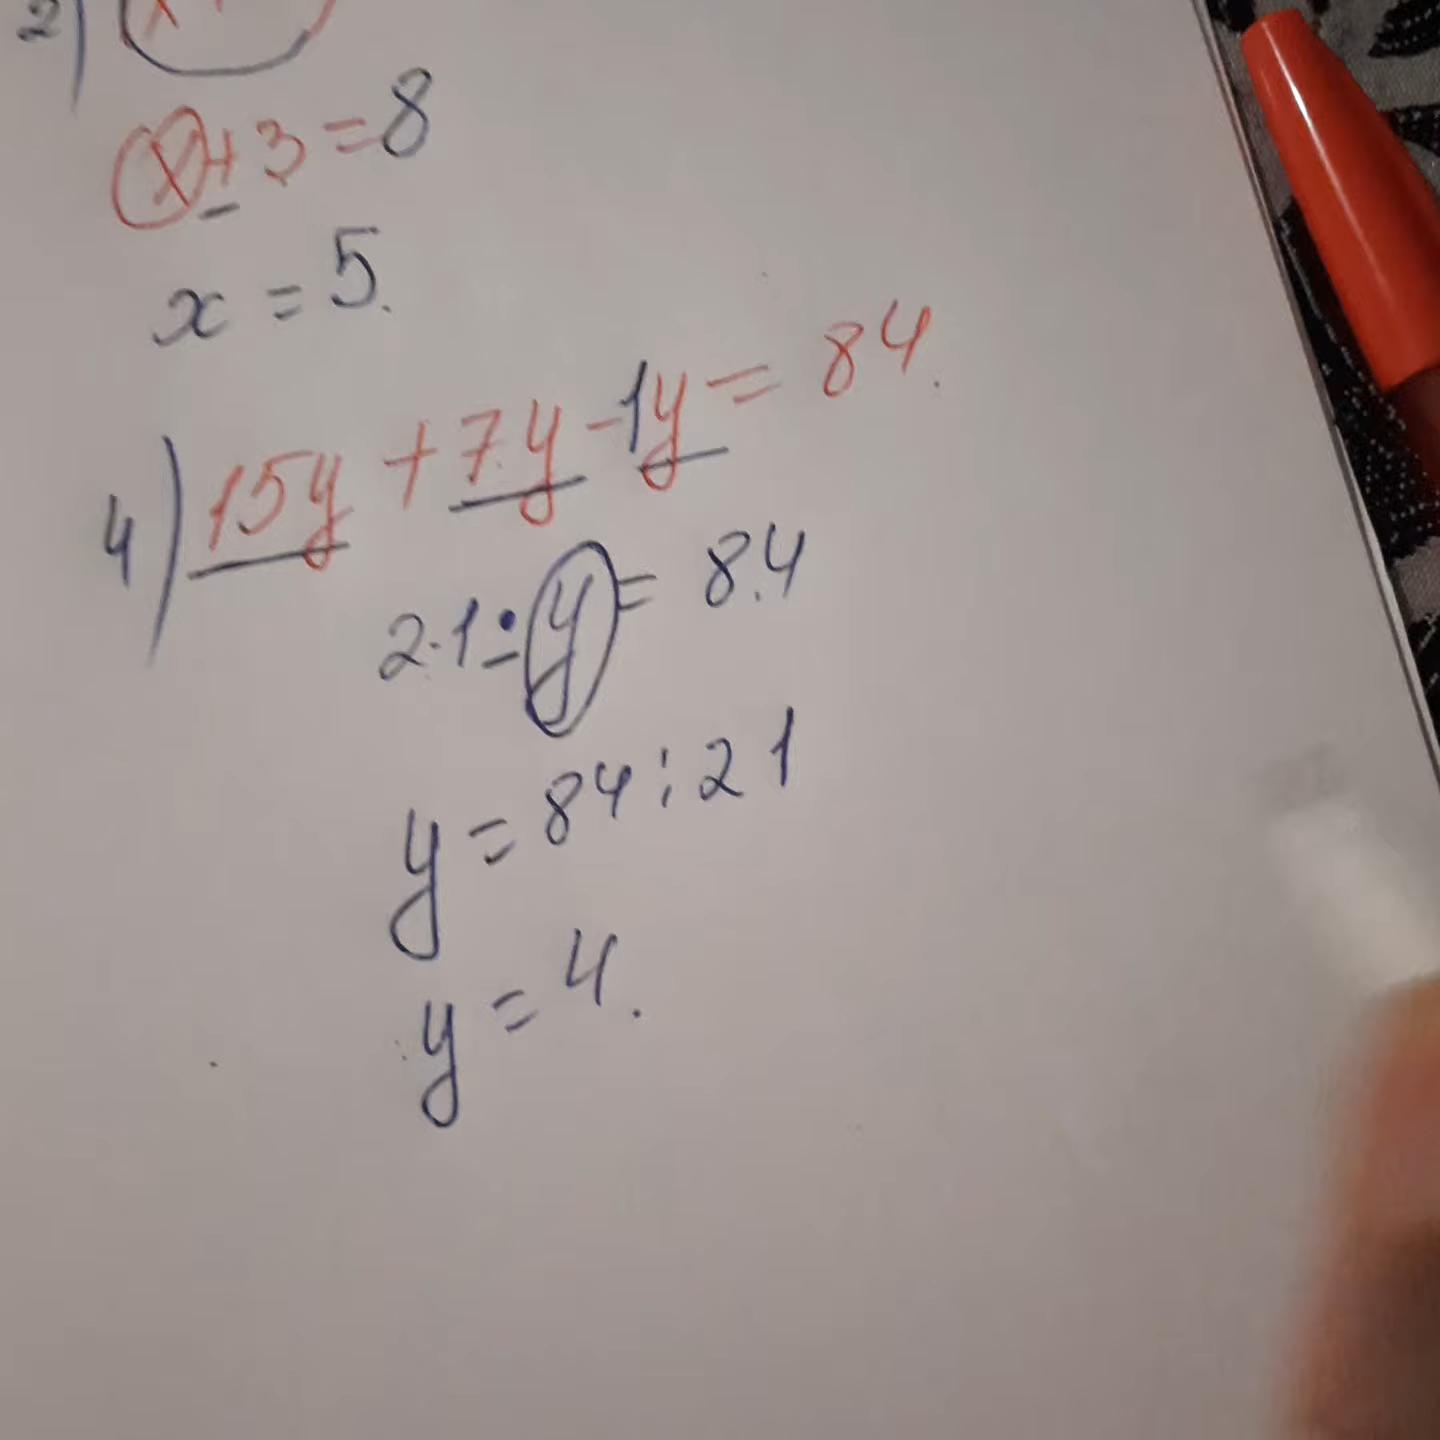 2)
x+3=8
x=5.
4) 15y+7y-1y=84.
21·y=84
y=84:21
y=4.